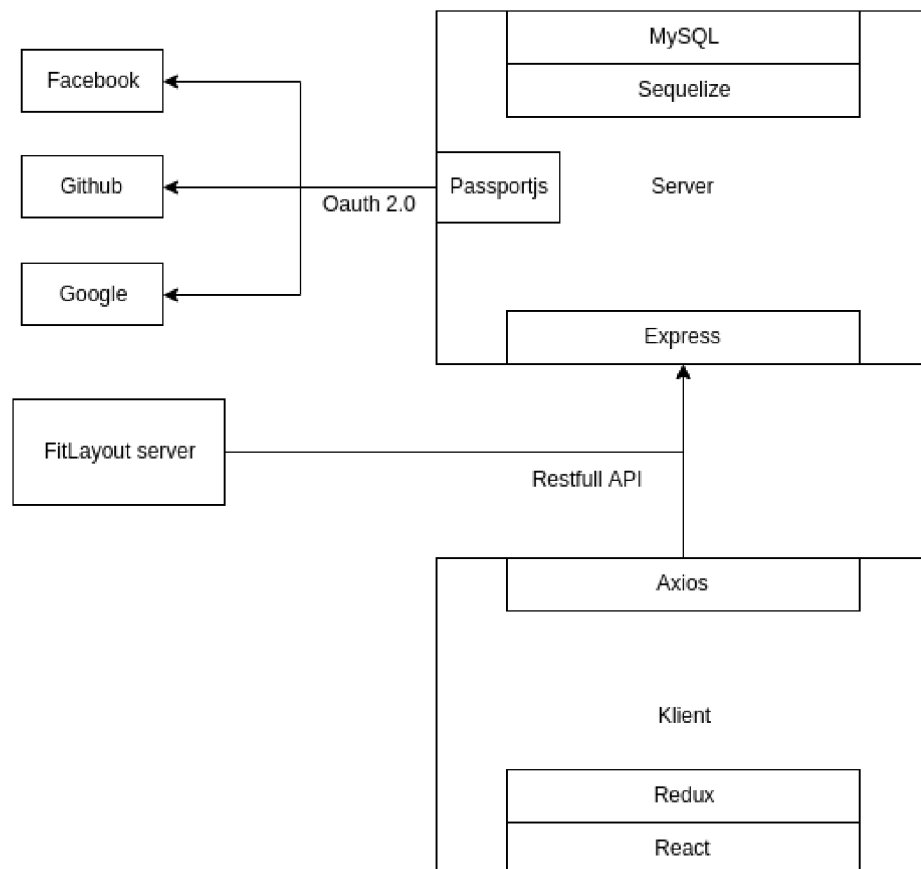 MySQL
Sequelize
Facebook
Github
Google
Oauth 2.0
Passportjs
Server
Express
FitLayout server
Restfull API
Axios
Klient
Redux
React